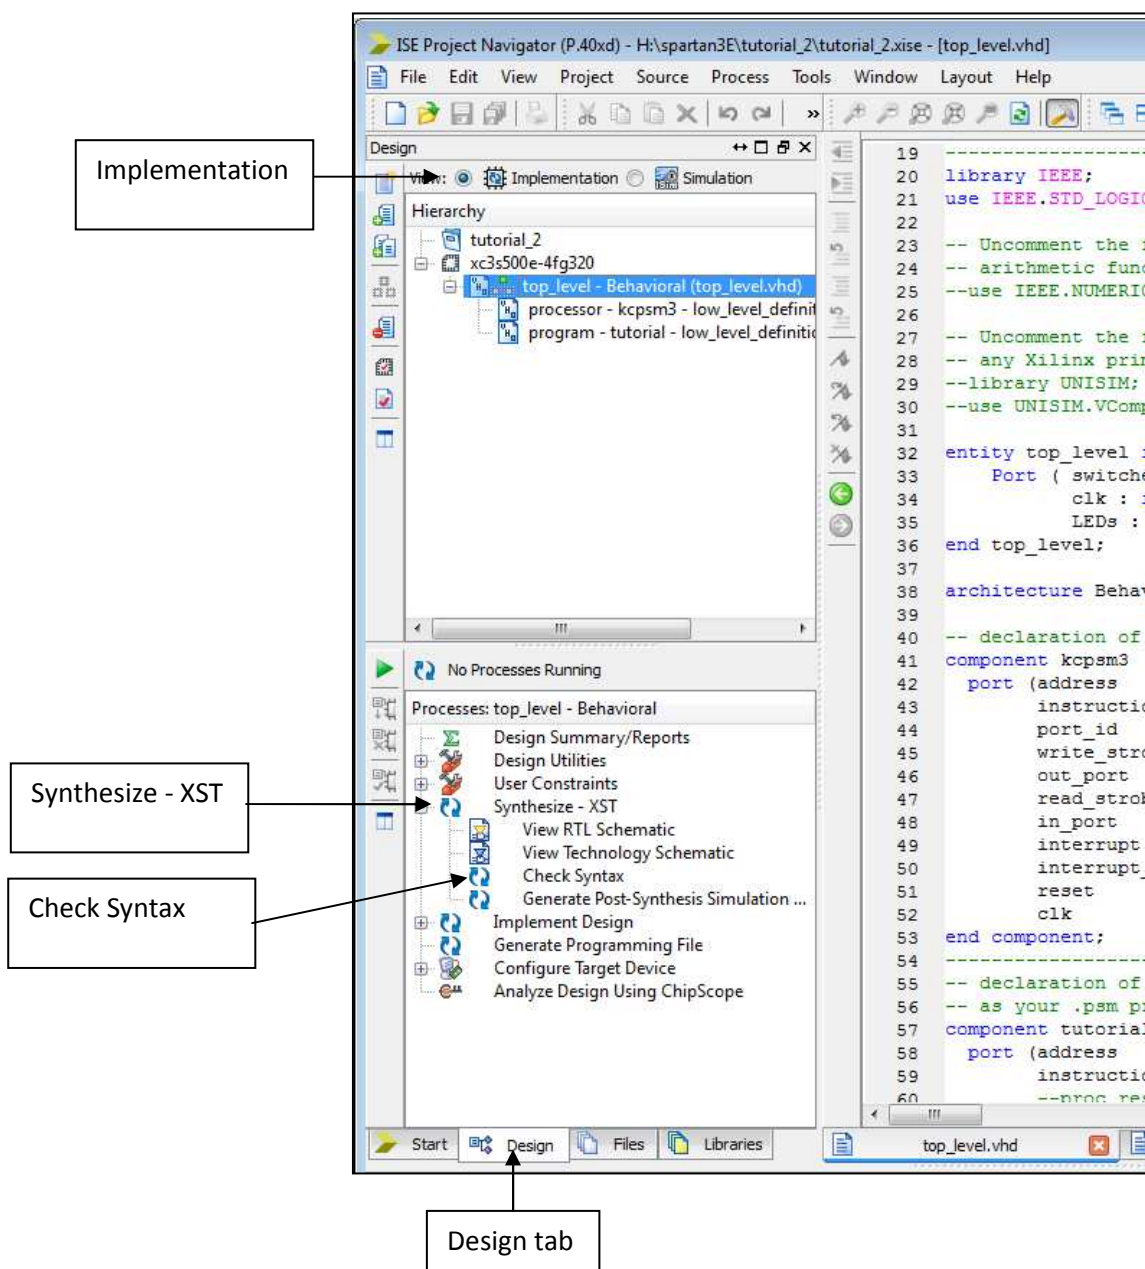 ISE Project Navigator (P.40xd) - H:\spartan3E\tutorial_2\tutorial_2.xise - [top_level.vhd]
File Edit View Project Source Process Tools Window Layout Help
»
Design
View: Implementation Simulation
Hierarchy
tutorial_2
xc3s500e-4fg320
top_level - Behavioral (top_level.vhd)
processor - kcpsm3 - low_level_definit
program - tutorial - low_level_definitio
No Processes Running
Processes: top_level - Behavioral
Design Summary/Reports
Design Utilities
User Constraints
Synthesize - XST
View RTL Schematic
View Technology Schematic
Check Syntax
Generate Post-Synthesis Simulation ...
Implement Design
Generate Programming File
Configure Target Device
Analyze Design Using ChipScope
Start Design Files Libraries
19 --------------------
20 library IEEE;
21 use IEEE.STD_LOGIC
22
23 -- Uncomment the
24 -- arithmetic func
25 --use IEEE.NUMERIC
26
27 -- Uncomment the
28 -- any Xilinx prim
29 --library UNISIM;
30 --use UNISIM.VComp
31
32 entity top_level i
33 Port ( switche
34 clk : i
35 LEDs :
36 end top_level;
37
38 architecture Behav
39
40 -- declaration of
41 component kcpsm3
42 port (address
43 instructio
44 port_id
45 write_stro
46 out_port
47 read_strob
48 in_port
49 interrupt
50 interrupt_
51 reset
52 clk
53 end component;
54 --------------------
55 -- declaration of
56 -- as your .psm pr
57 component tutorial
58 port (address
59 instructio
60 --proc_res
top_level.vhd
Implementation
Synthesize - XST
Check Syntax
Design tab